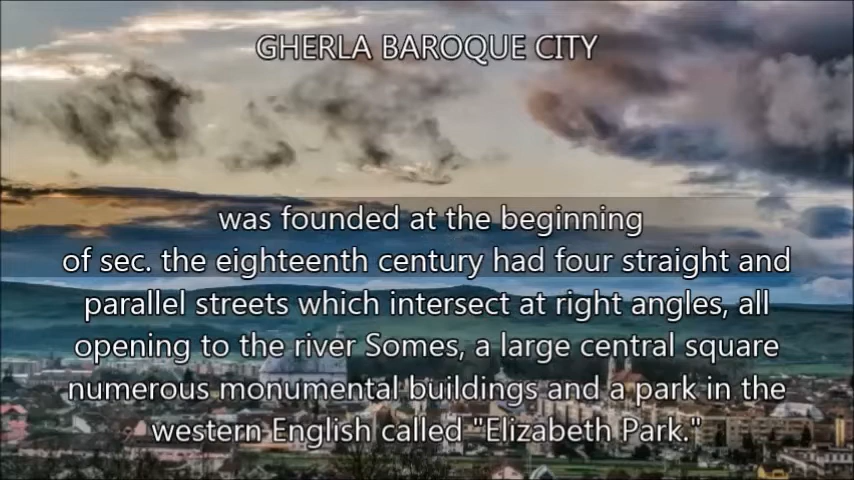 GHERLA BAROQUE CITY
was founded at the beginning
of sec. the eighteenth century had four straight and
parallel streets which intersect at right angles, all
opening to the river Somes, a large central square
numerous monumental buildings and a park in the
western English called "Elizabeth Park."